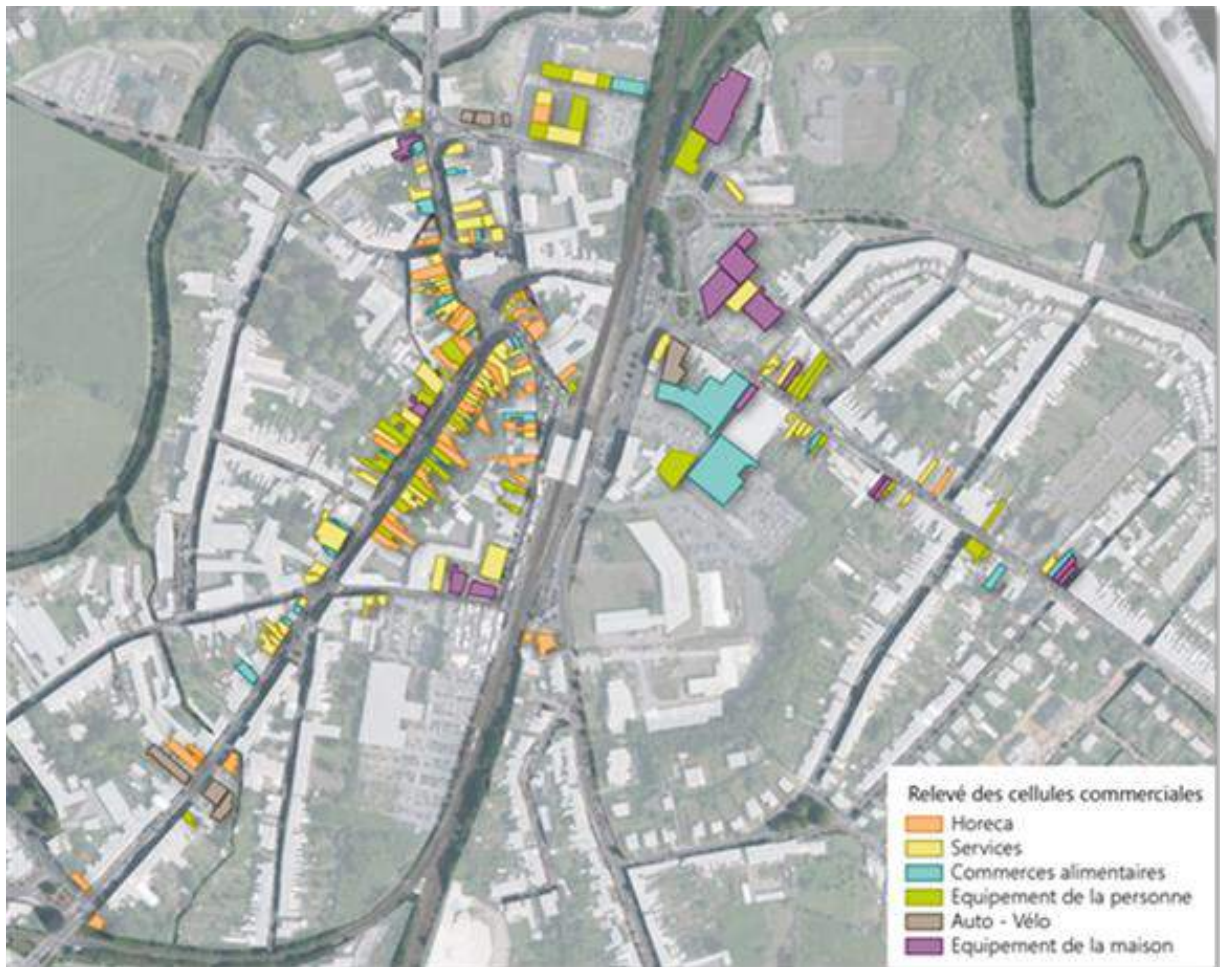 Relevé des cellules commerciales
Horeca
Services
Commerces alimentaires
Equipement de la personne
Auto - Vélo
Equipement de la maison